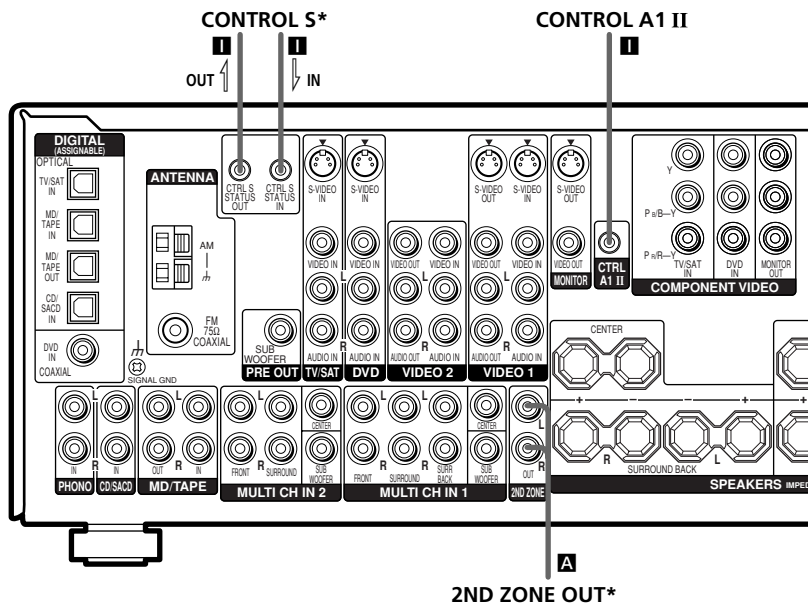 CONTROL S*
CONTROL A1 II
I
I
I
OUT
IN
DIGITAL
(ASSIGNABLE)
OPTICAL
TV/SAT
IN
MD/
TAPE
IN
MD/
TAPE
OUT
CD/
SACD
IN
DVD
IN
COAXIAL
ANTENNA
AM
FM
75Ω
COAXIAL
SIGNAL GND
CTRL S
STATUS
OUT
CTRL S
STATUS
IN
SUB
WOOFER
PRE OUT
S-VIDEO
IN
VIDEO IN
L
R
AUDIO IN
TV/SAT
S-VIDEO
IN
VIDEO IN
AUDIO IN
DVD
VIDEO OUT
VIDEO IN
L
R
AUDIO OUT
AUDIO IN
VIDEO 2
S-VIDEO
OUT
S-VIDEO
IN
VIDEO OUT
VIDEO IN
L
R
AUDIO OUT
AUDIO IN
VIDEO 1
S-VIDEO
OUT
VIDEO OUT
MONITOR
CTRL
A1 II
Y
PB/B–Y
PR/R–Y
TV/SAT
IN
DVD
IN
MONITOR
OUT
COMPONENT VIDEO
L
R
IN
IN
PHONO
CD/SACD
L
R
OUT
IN
MD/TAPE
L
R
FRONT
SURROUND
CENTER
SUB
WOOFER
MULTI CH IN 2
L
R
FRONT
SURROUND
SURR
BACK
CENTER
SUB
WOOFER
MULTI CH IN 1
L
R
OUT
2ND ZONE
CENTER
+ – – +
R
L
SURROUND BACK
+
SPEAKERS IMPED
A
2ND ZONE OUT*